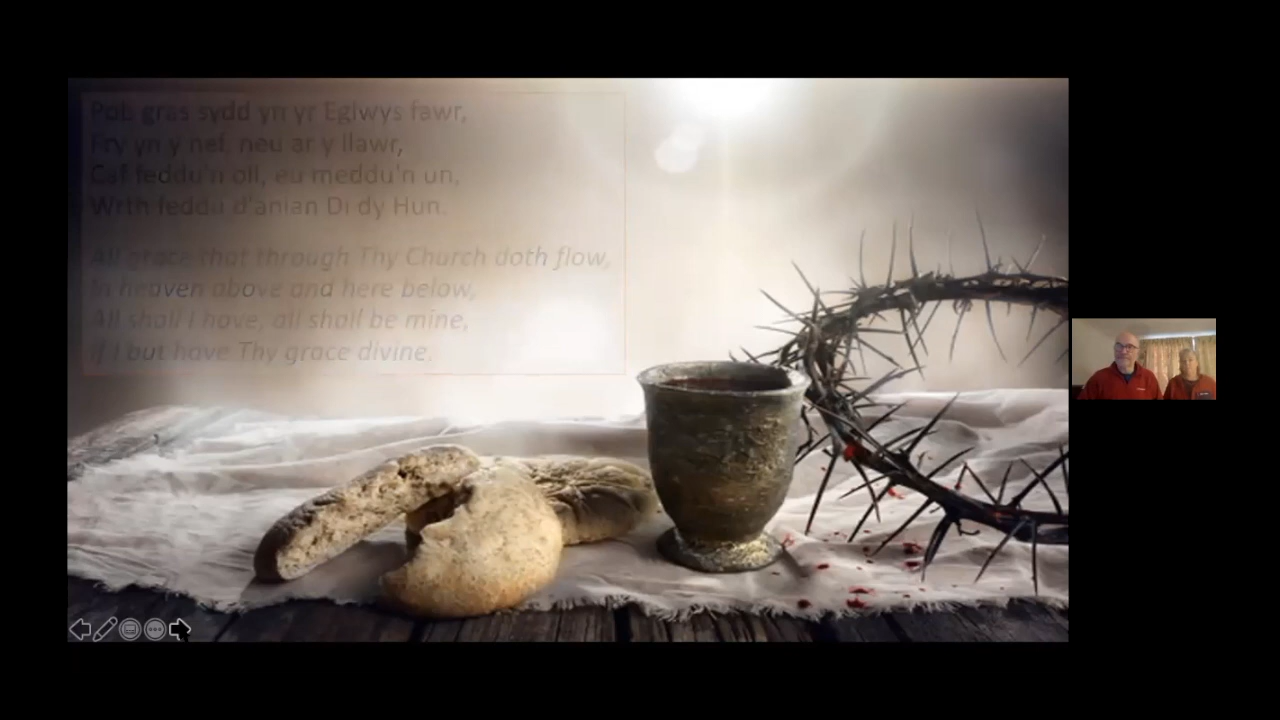 Pob gras sydd yn yr Eglwys fawr,
Fry yn y nef, neu ar y llawr,
Caf feddu'n oll, eu meddu'n un,
Wrth feddu d'anian Di dy Hun.
All grace that through Thy Church doth flow,
In heaven above and here below,
All shall I have, all shall be mine,
If I but have Thy grace divine.